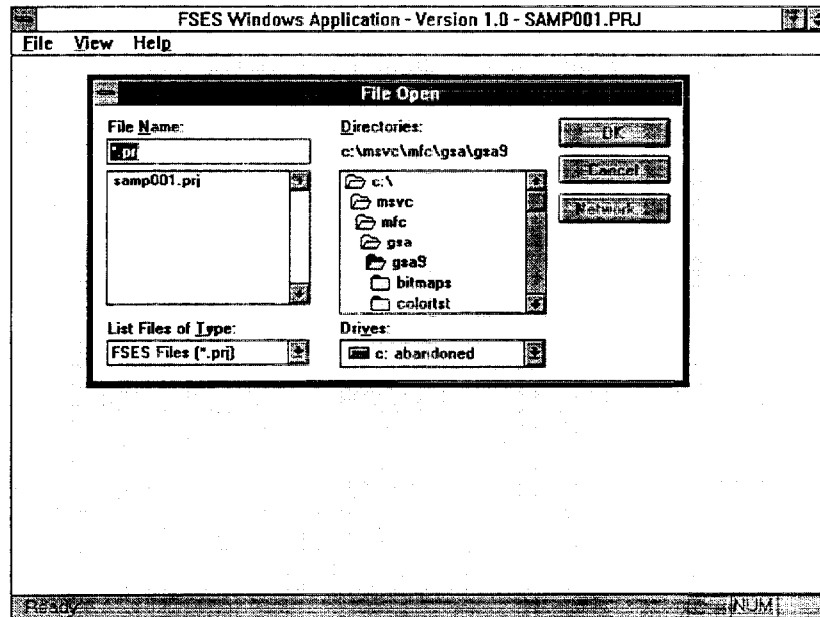 FSES Windows Application - Version 1.0 - SAMP001.PRJ
File View Help
File Open
File Name:
*.prj
samp001.prj
List Files of Type:
FSES Files (*.prj)
Directories:
c:\msvc\mfc\gsa\gsa9
c:\
msvc
mfc
gsa
gsa9
bitmaps
colortst
Drives:
c: abandoned
OK
Cancel
Network
Ready
NUM